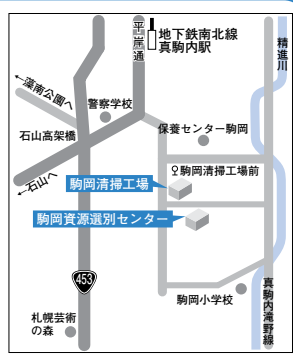 地下鉄南北線
真駒内駅
平岸通
精進川
←藻南公園へ
警察学校
石山高架橋
保養センター駒岡
駒岡清掃工場前
←石山へ
駒岡清掃工場
駒岡資源選別センター
453
駒岡小学校
真駒内滝野線
札幌芸術
の森